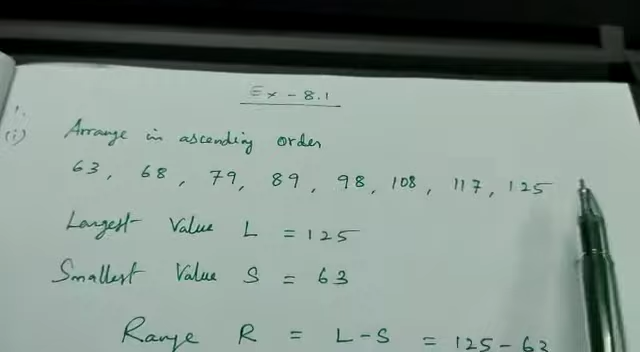 Ex - 8.1
1.
(i) Arrange in ascending order
63, 68, 79, 89, 98, 108, 117, 125
Largest Value L = 125
Smallest Value S = 63
Range R = L - S = 125 - 63